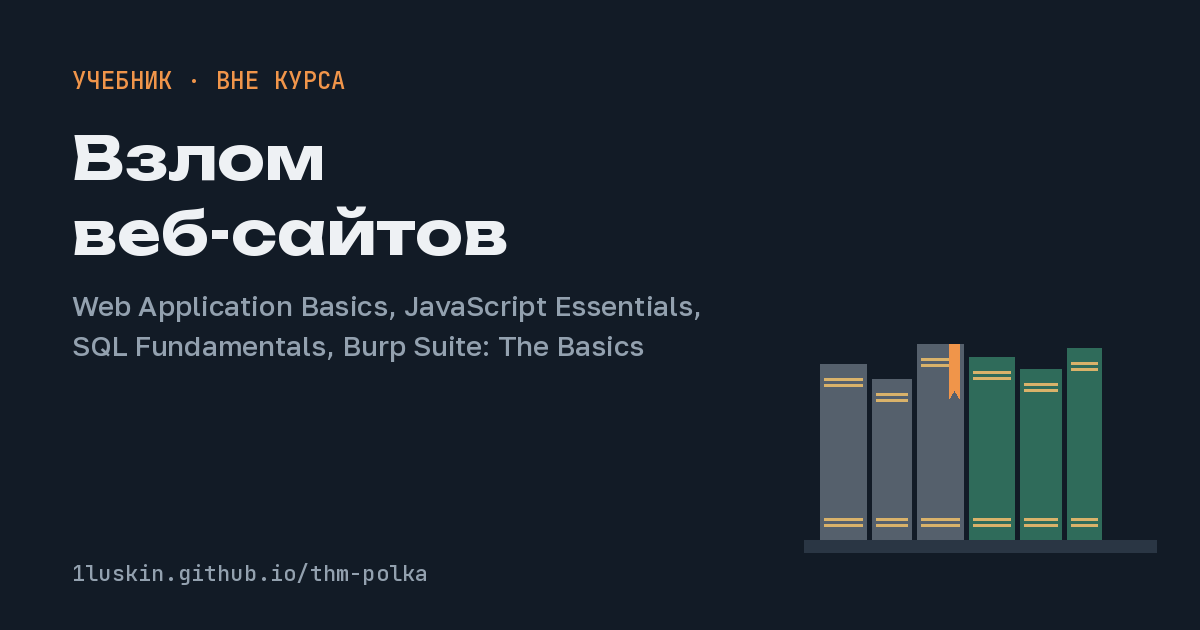 УЧЕБНИК · ВНЕ КУРСА
Взлом
веб-сайтов
Web Application Basics, JavaScript Essentials,
SQL Fundamentals, Burp Suite: The Basics
1luskin.github.io/thm-polka